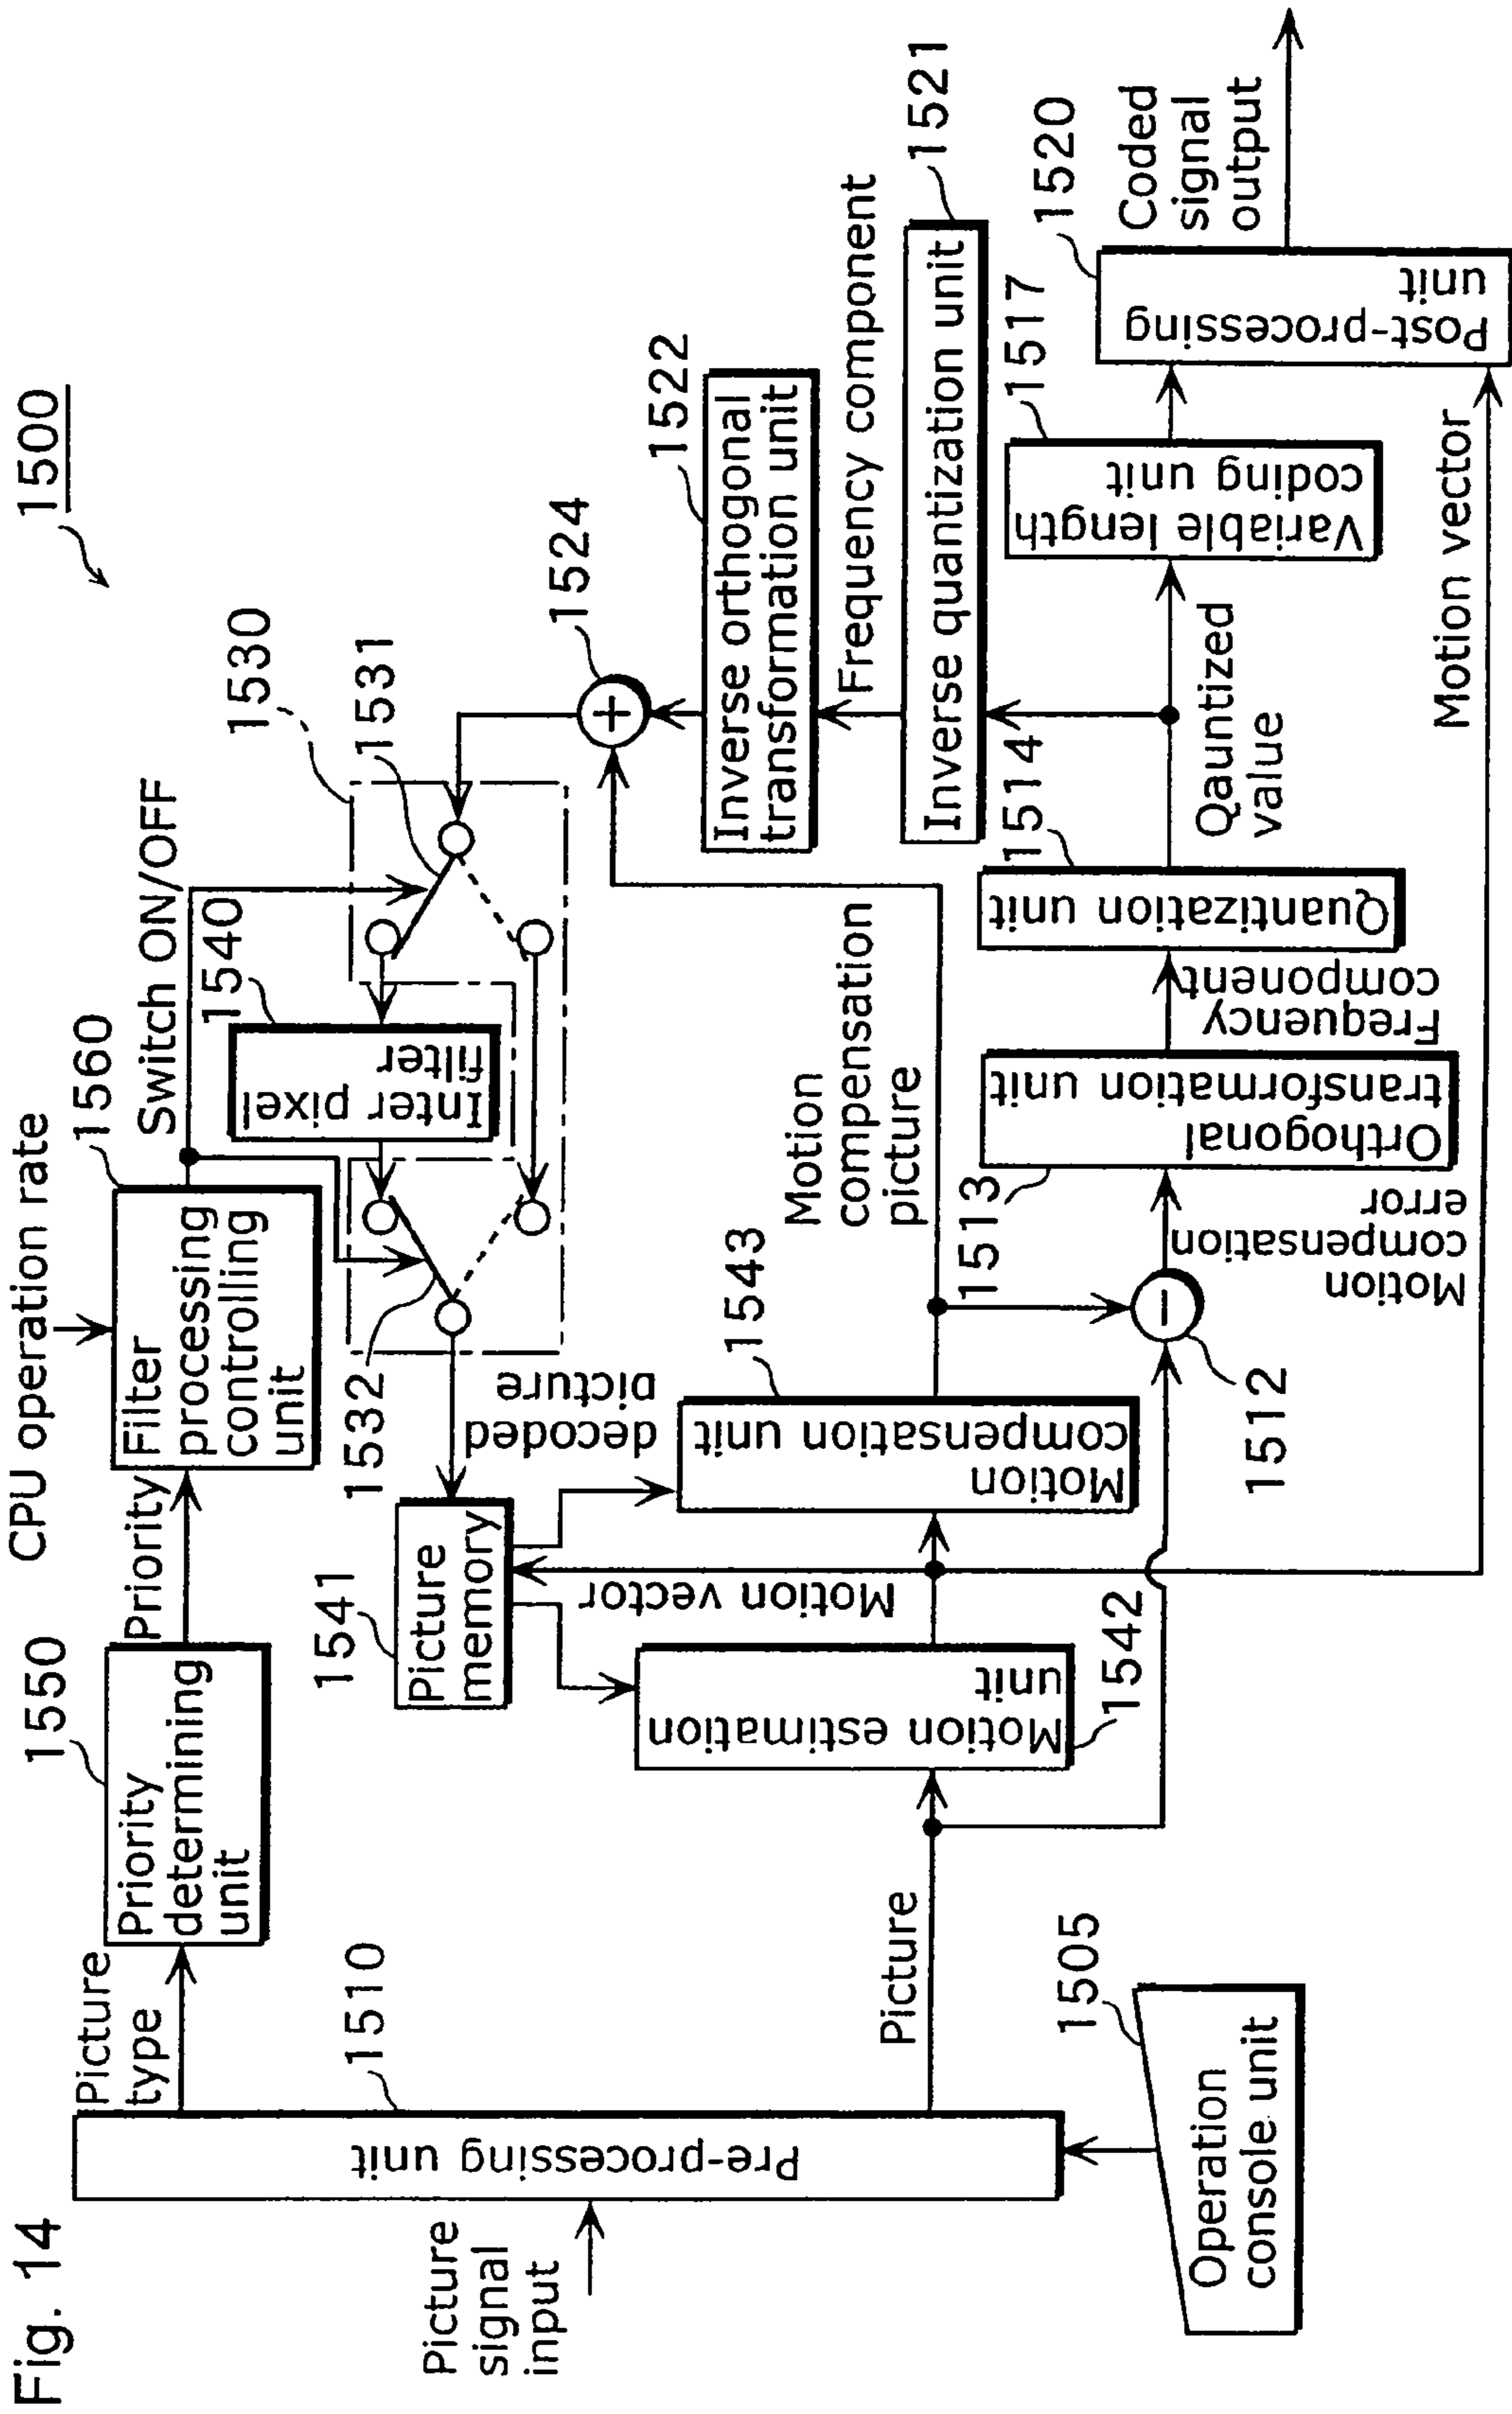 Fig. 14
1500
CPU operation rate
1550
Priority
1560
Switch ON/OFF
Picture
type
Priority
determining
unit
Filter
processing
controlling
unit
1530
1540
1531
Inter pixel
filter
1532
1524
1510
1541
Picture
memory
decoded
picture
1522
Inverse orthogonal
transformation unit
Picture
signal
input
Pre-processing unit
Motion vector
Motion estimation
unit
1542
1543
Motion
compensation unit
Motion
compensation
picture
Frequency component
1521
Inverse quantization unit
Picture
1512
Motion
compensation
error
1513
Orthogonal
transformation unit
Frequency
component
1514
Quantization unit
Qauntized
value
1517
Variable length
coding unit
1520
Post-processing
unit
Coded
signal
output
Motion vector
1505
Operation
console unit